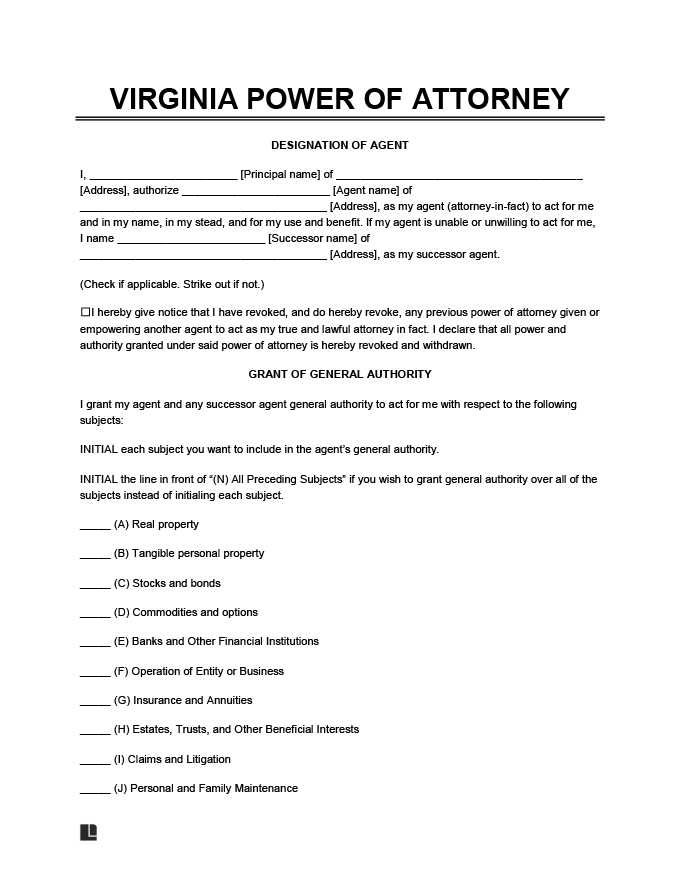 VIRGINIA POWER OF ATTORNEY
DESIGNATION OF AGENT
I, ________________________ [Principal name] of ________________________________________
[Address], authorize ________________________ [Agent name] of
________________________________________ [Address], as my agent (attorney-in-fact) to act for me
and in my name, in my stead, and for my use and benefit. If my agent is unable or unwilling to act for me,
I name ________________________ [Successor name] of
________________________________________ [Address], as my successor agent.
(Check if applicable. Strike out if not.)
☐I hereby give notice that I have revoked, and do hereby revoke, any previous power of attorney given or
empowering another agent to act as my true and lawful attorney in fact. I declare that all power and
authority granted under said power of attorney is hereby revoked and withdrawn.
GRANT OF GENERAL AUTHORITY
I grant my agent and any successor agent general authority to act for me with respect to the following
subjects:
INITIAL each subject you want to include in the agent’s general authority.
INITIAL the line in front of “(N) All Preceding Subjects” if you wish to grant general authority over all of the
subjects instead of initialing each subject.
_____ (A) Real property
_____ (B) Tangible personal property
_____ (C) Stocks and bonds
_____ (D) Commodities and options
_____ (E) Banks and Other Financial Institutions
_____ (F) Operation of Entity or Business
_____ (G) Insurance and Annuities
_____ (H) Estates, Trusts, and Other Beneficial Interests
_____ (I) Claims and Litigation
_____ (J) Personal and Family Maintenance